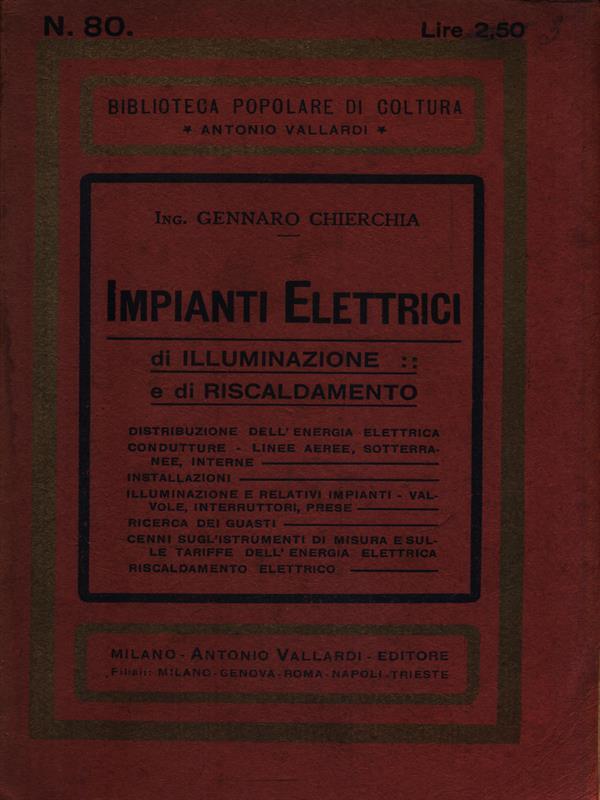 N. 80.
Lire 2,50
BIBLIOTECA POPOLARE DI COLTURA
* ANTONIO VALLARDI *
ING. GENNARO CHIERCHIA
IMPIANTI ELETTRICI
di ILLUMINAZIONE ::
e di RISCALDAMENTO
DISTRIBUZIONE DELL'ENERGIA ELETTRICA
CONDUTTURE - LINEE AEREE, SOTTERRA-
NEE, INTERNE
INSTALLAZIONI
ILLUMINAZIONE E RELATIVI IMPIANTI - VAL-
VOLE, INTERRUTTORI, PRESE
RICERCA DEI GUASTI
CENNI SUGL'ISTRUMENTI DI MISURA E SUL-
LE TARIFFE DELL'ENERGIA ELETTRICA
RISCALDAMENTO ELETTRICO
MILANO - ANTONIO VALLARDI - EDITORE
Filiali: MILANO - GENOVA - ROMA - NAPOLI - TRIESTE